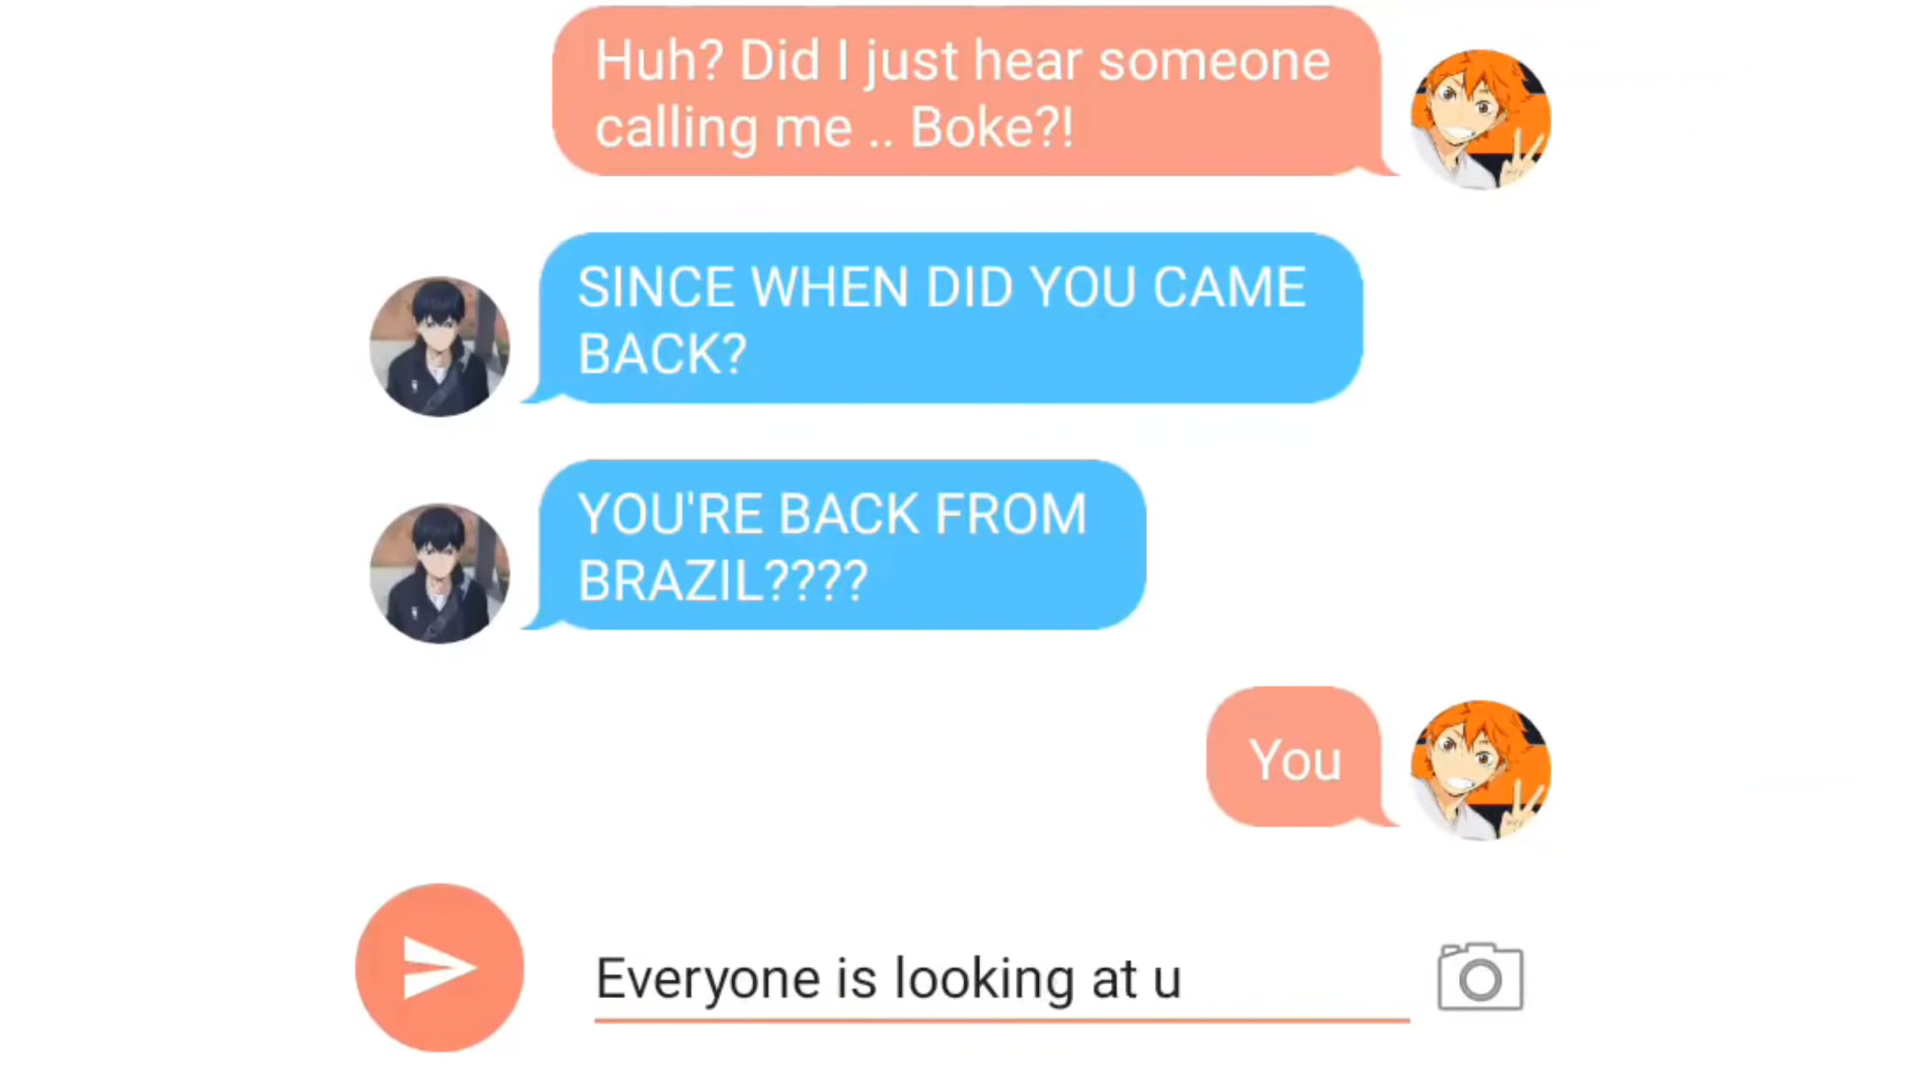 Huh? Did I just hear someone
calling me .. Boke?!
SINCE WHEN DID YOU CAME
BACK?
YOU'RE BACK FROM
BRAZIL????
You
Everyone is looking at u